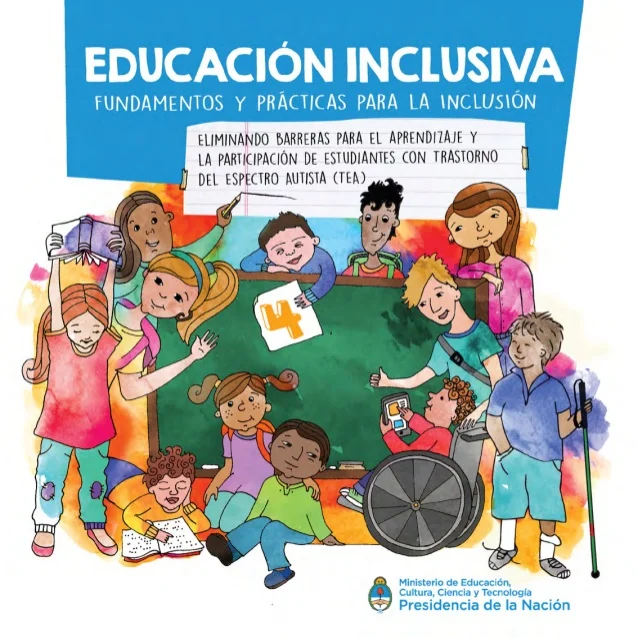 EDUCACIÓN INCLUSIVA
FUNDAMENTOS Y PRÁCTICAS PARA LA INCLUSIÓN
ELIMINANDO BARRERAS PARA EL APRENDIZAJE Y
LA PARTICIPACIÓN DE ESTUDIANTES CON TRASTORNO
DEL ESPECTRO AUTISTA (TEA)
4
Ministerio de Educación,
Cultura, Ciencia y Tecnología
Presidencia de la Nación